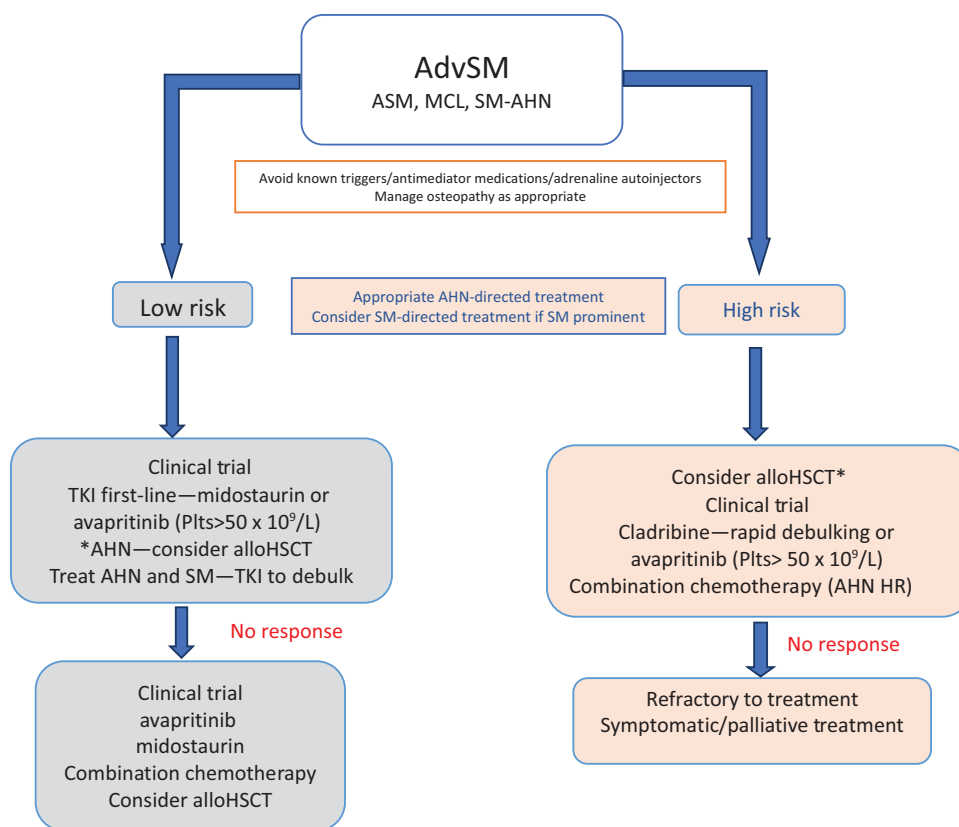 AdvSM
ASM, MCL, SM-AHN
Avoid known triggers/antimediator medications/adrenaline autoinjectors
Manage osteopathy as appropriate
Low risk
Appropriate AHN-directed treatment
Consider SM-directed treatment if SM prominent
High risk
Clinical trial
TKI first-line—midostaurin or
avapritinib (Plts>50 x 10⁹/L)
*AHN—consider alloHSCT
Treat AHN and SM—TKI to debulk
Consider alloHSCT*
Clinical trial
Cladribine—rapid debulking or
avapritinib (Plts> 50 x 10⁹/L)
Combination chemotherapy (AHN HR)
No response
No response
Clinical trial
avapritinib
midostaurin
Combination chemotherapy
Consider alloHSCT
Refractory to treatment
Symptomatic/palliative treatment